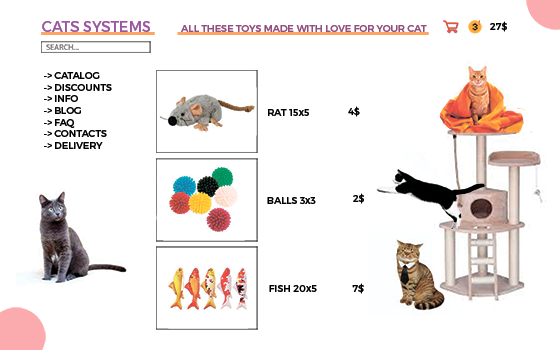 CATS SYSTEMS
ALL THESE TOYS MADE WITH LOVE FOR YOUR CAT
3
27$
SEARCH...
-> CATALOG
-> DISCOUNTS
-> INFO
-> BLOG
-> FAQ
-> CONTACTS
-> DELIVERY
RAT 15x5 4$
BALLS 3x3 2$
FISH 20x5 7$